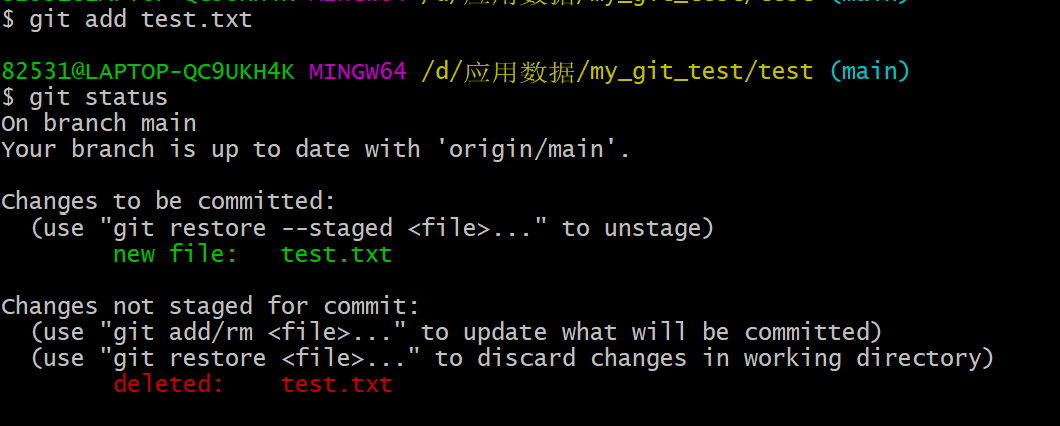 $ git add test.txt
82531@LAPTOP-QC9UKH4K MINGW64 /d/应用数据/my_git_test/test (main)
$ git status
On branch main
Your branch is up to date with 'origin/main'.
Changes to be committed:
  (use "git restore --staged <file>..." to unstage)
        new file:   test.txt
Changes not staged for commit:
  (use "git add/rm <file>..." to update what will be committed)
  (use "git restore <file>..." to discard changes in working directory)
        deleted:    test.txt